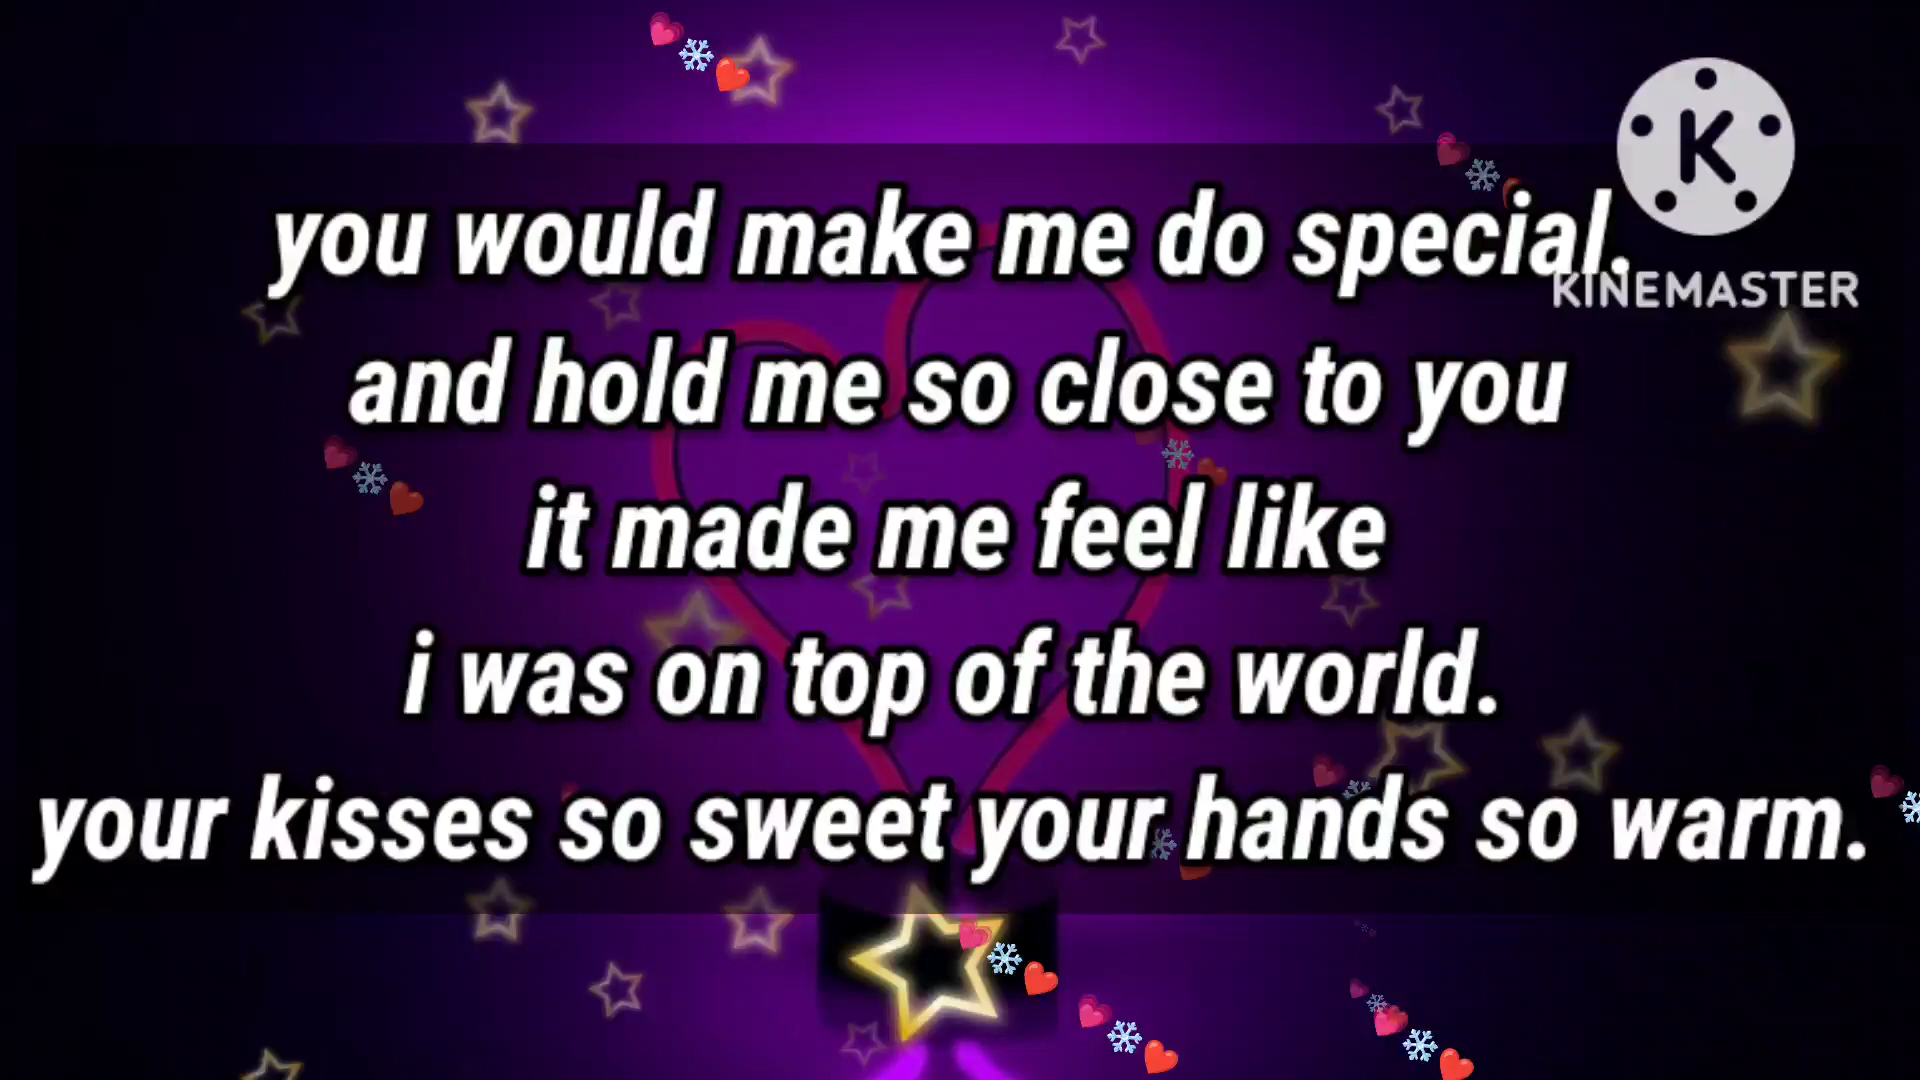 you would make me do special.
and hold me so close to you
it made me feel like
i was on top of the world.
your kisses so sweet your hands so warm.
K
KINEMASTER